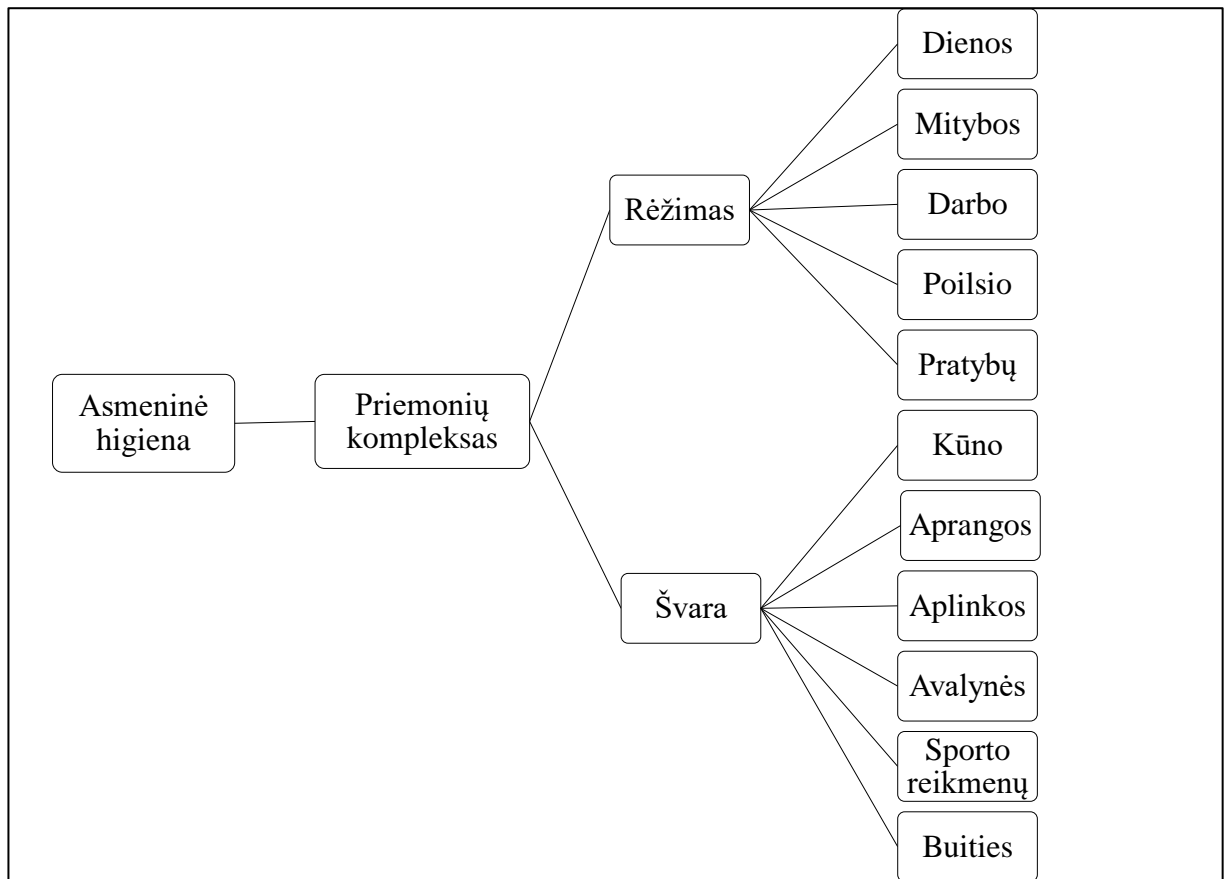 Asmeninė
higiena
Priemonių
kompleksas
Rėžimas
Dienos
Mitybos
Darbo
Poilsio
Pratybų
Švara
Kūno
Aprangos
Aplinkos
Avalynės
Sporto
reikmenų
Buities